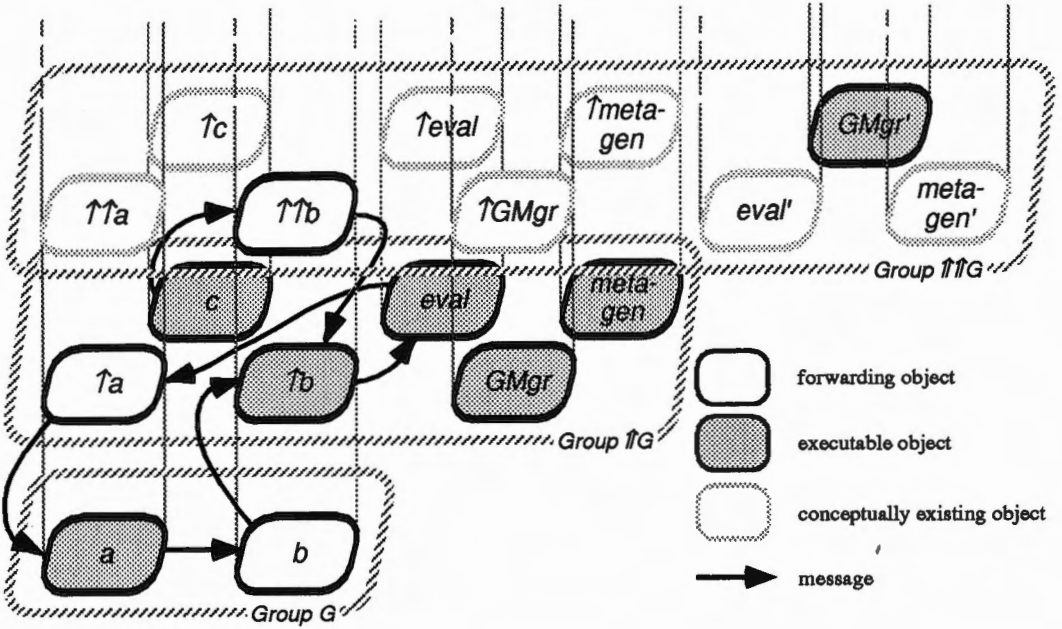 ↑c
↑eval
↑meta-
gen
GMgr'
↑↑a
↑↑b
↑GMgr
eval'
meta-
gen'
Group ⇑⇑G
c
eval
meta-
gen
↑a
↑b
GMgr
Group ⇑G
forwarding object
executable object
conceptually existing object
message
a
b
Group G